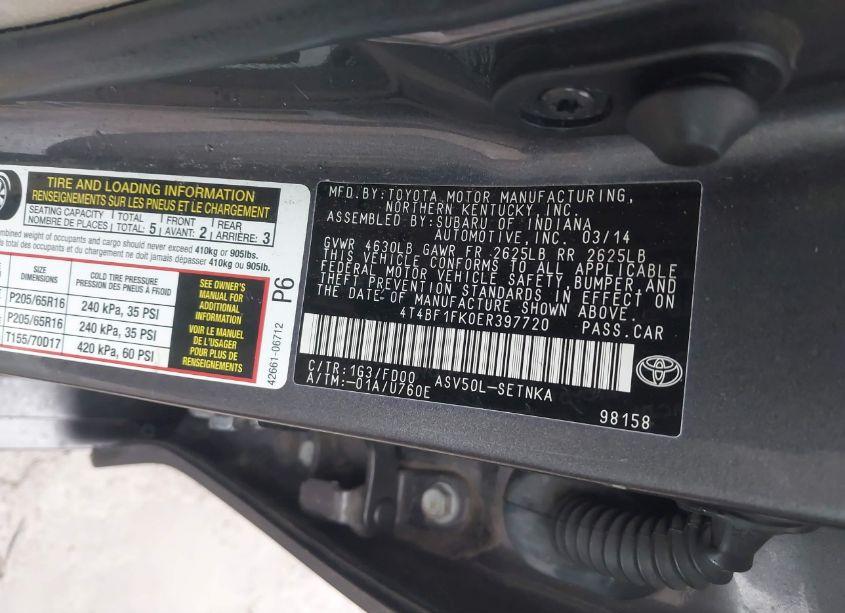 TIRE AND LOADING INFORMATION
RENSEIGNEMENTS SUR LES PNEUS ET LE CHARGEMENT
SEATING CAPACITY TOTAL 5 FRONT 2 REAR 3
NOMBRE DE PLACES TOTAL AVANT: ARRIÈRE:
combined weight of occupants and cargo should never exceed 410kg or 905lbs.
total des occupants et du chargement ne doit jamais dépasser 410kg ou 905lb.
SIZE DIMENSIONS
COLD TIRE PRESSURE
PRESSION DES PNEUS À FROID
P205/65R16 240 kPa, 35 PSI
P205/65R16 240 kPa, 35 PSI
T155/70D17 420 kPa, 60 PSI
SEE OWNER'S
MANUAL FOR
ADDITIONAL
INFORMATION
VOIR LE MANUEL
DE L'USAGER
POUR PLUS DE
RENSEIGNEMENTS
P6
42661-06712
MFD.BY:TOYOTA MOTOR MANUFACTURING,
NORTHERN KENTUCKY, INC.
ASSEMBLED.BY:SUBARU OF INDIANA
AUTOMOTIVE, INC. 03/14
GVWR 4630LB GAWR FR 2625LB RR 2625LB
THIS VEHICLE CONFORMS TO ALL APPLICABLE
FEDERAL MOTOR VEHICLE SAFETY, BUMPER, AND
THEFT PREVENTION STANDARDS IN EFFECT ON
THE DATE OF MANUFACTURE SHOWN ABOVE.
4T4BF1FK0ER397720 PASS.CAR
C/TR:1G3/FD00 ASV50L-SETNKA
A/TM:-01A/U760E
98158